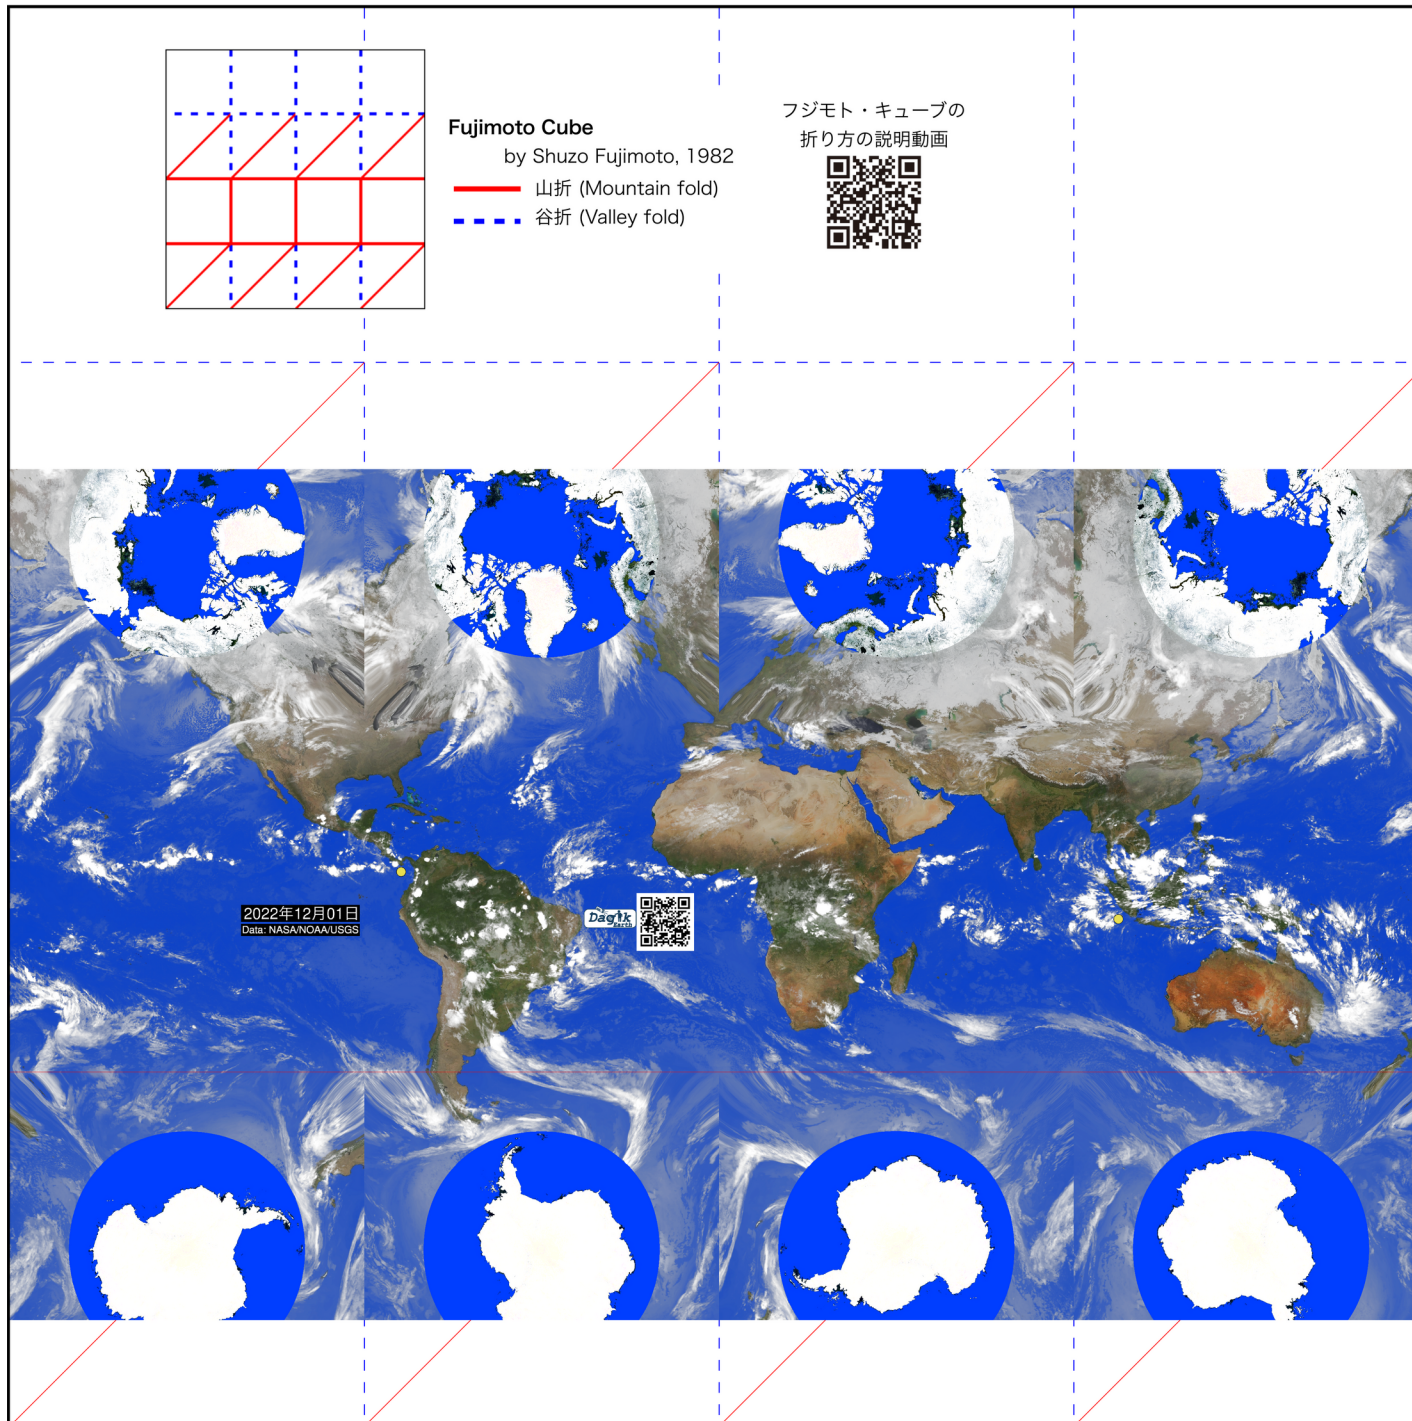 Fujimoto Cube
by Shuzo Fujimoto, 1982
山折 (Mountain fold)
谷折 (Valley fold)
フジモト・キューブの
折り方の説明動画
2022年12月01日
Data: NASA/NOAA/USGS
Dagik
Earth